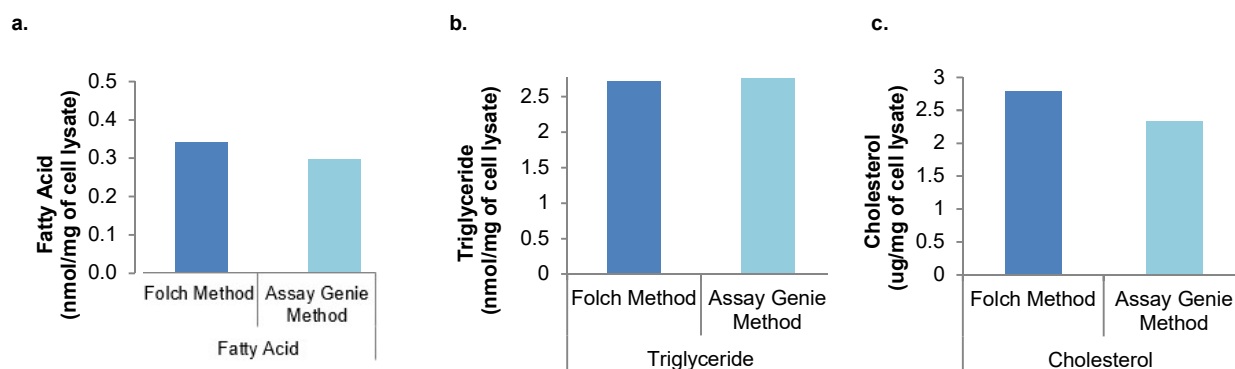 a.
Fatty Acid
(nmol/mg of cell lysate)
0.5
0.4
0.3
0.2
0.1
0.0
Folch Method
Assay Genie
Method
Fatty Acid
b.
Triglyceride
(nmol/mg of cell lysate)
2.5
2
1.5
1
0.5
0
Folch Method
Assay Genie
Method
Triglyceride
c.
Cholesterol
(ug/mg of cell lysate)
3
2.5
2
1.5
1
0.5
0
Folch Method
Assay Genie
Method
Cholesterol